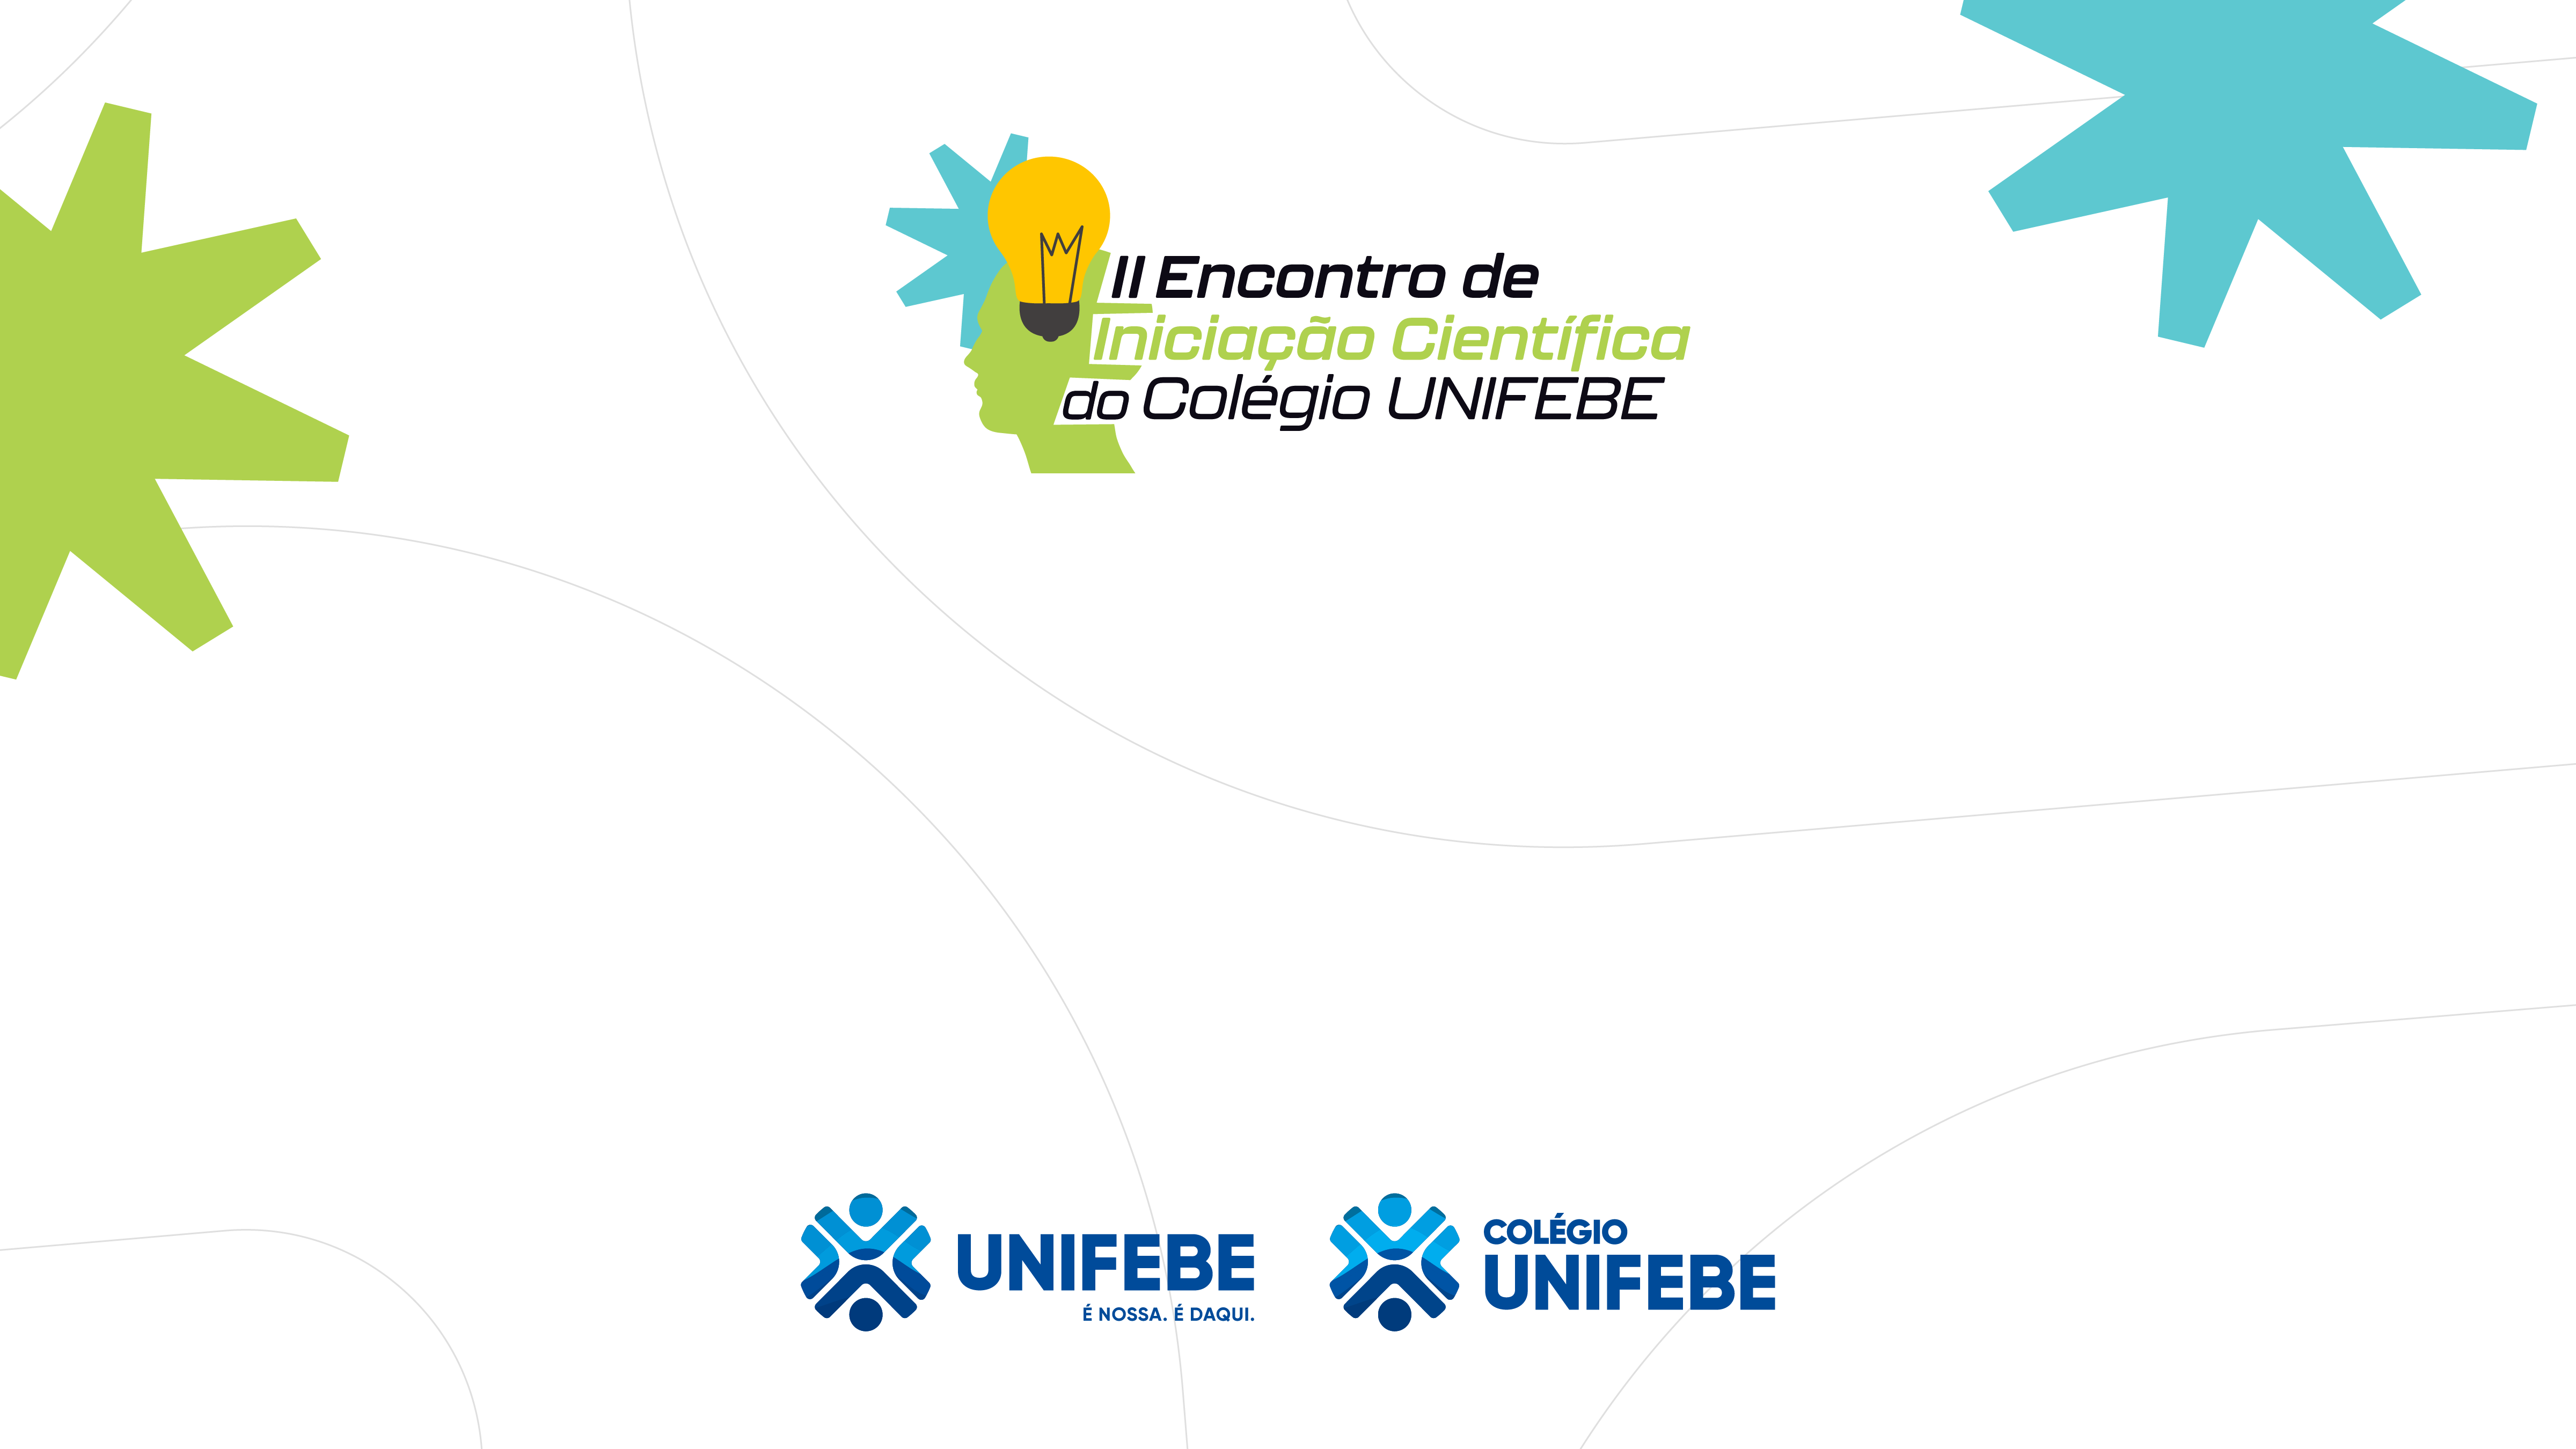 II Encontro de
Iniciação Científica
do Colégio UNIFEBE
UNIFEBE
É NOSSA. É DAQUI.
COLÉGIO
UNIFEBE